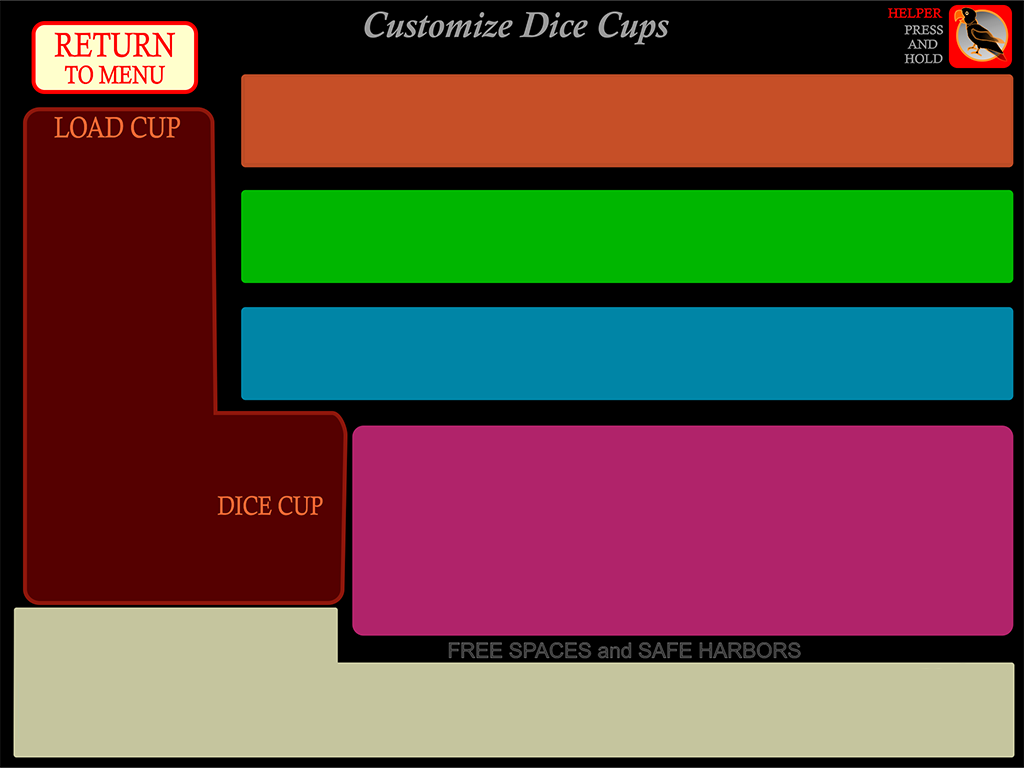 Customize Dice Cups
HELPER
PRESS
AND
HOLD
RETURN
TO MENU
LOAD CUP
DICE CUP
FREE SPACES and SAFE HARBORS